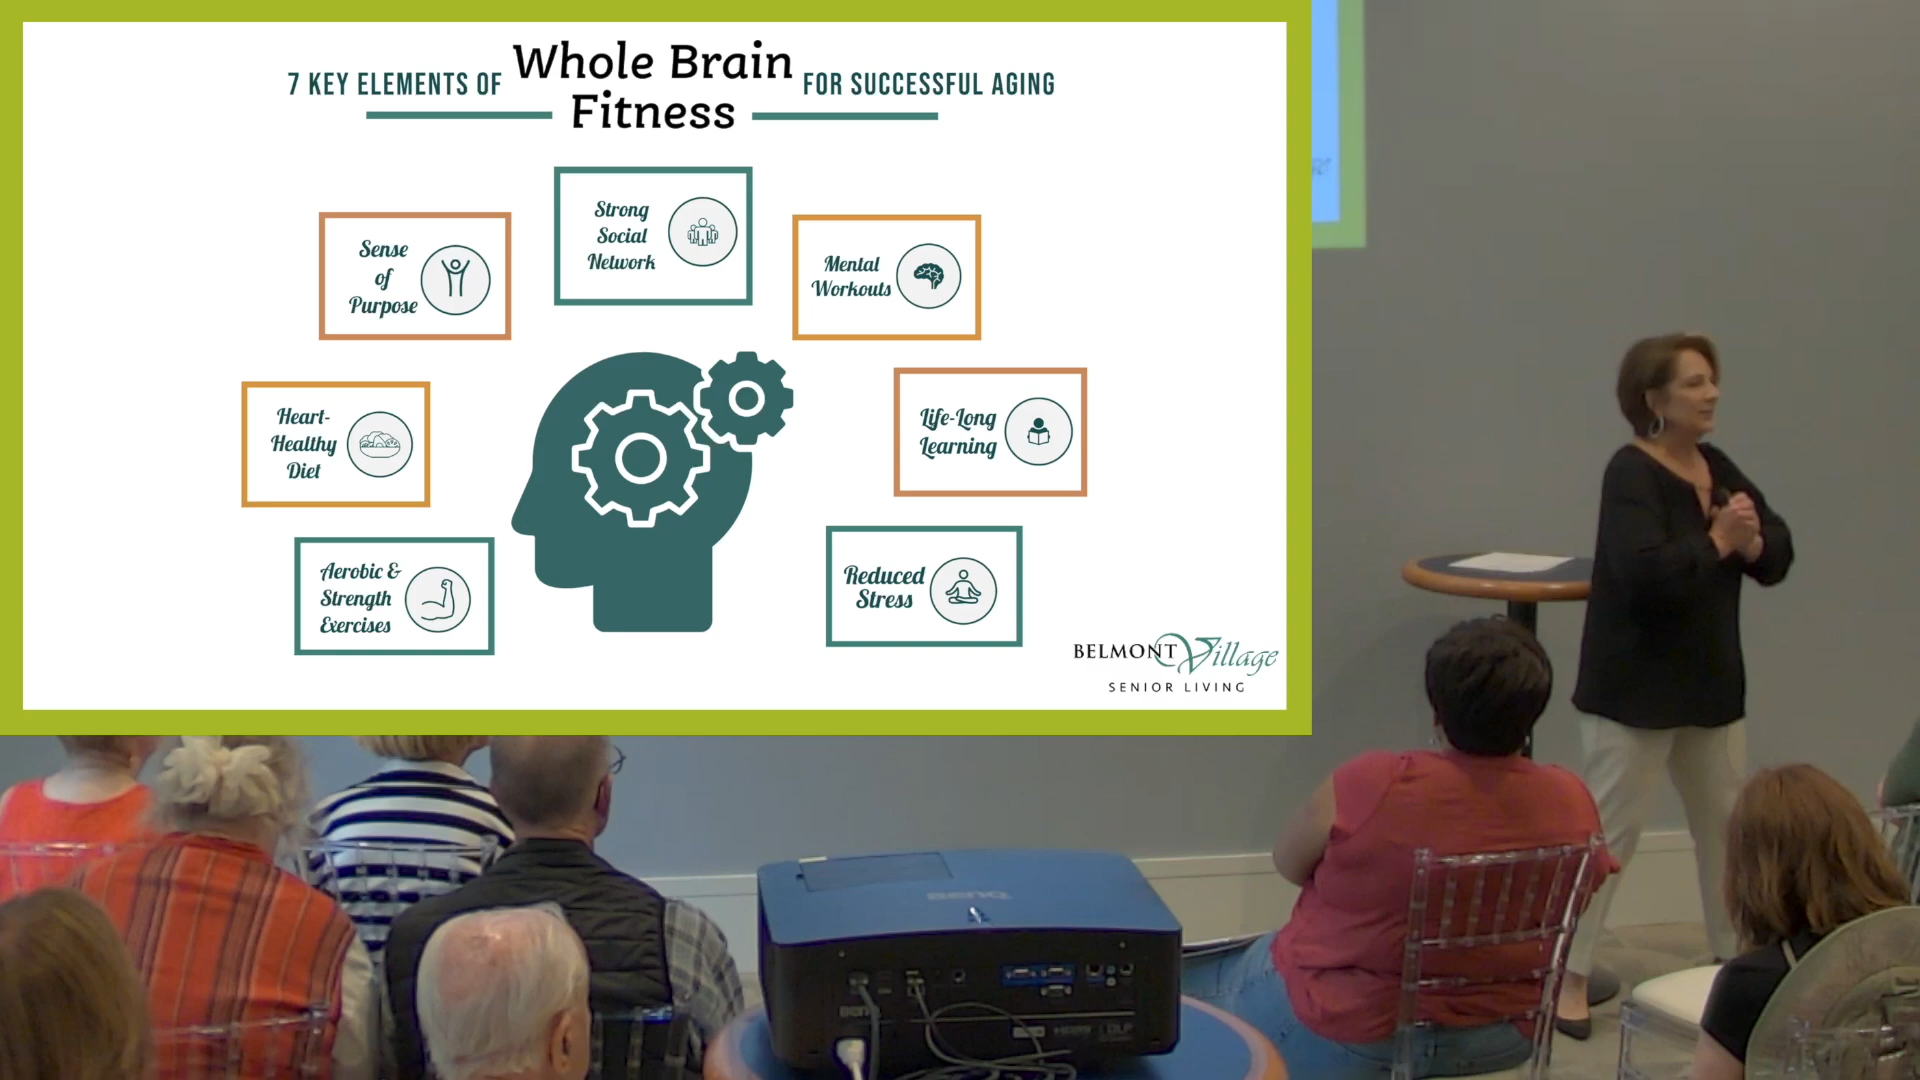 7 KEY ELEMENTS OF Whole Brain FOR SUCCESSFUL AGING
Fitness
Strong
Social
Network
Sense
of
Purpose
Mental
Workouts
Heart-
Healthy
Diet
Life-Long
Learning
Aerobic &
Strength
Exercises
Reduced
Stress
BELMONT Village
SENIOR LIVING
BenQ